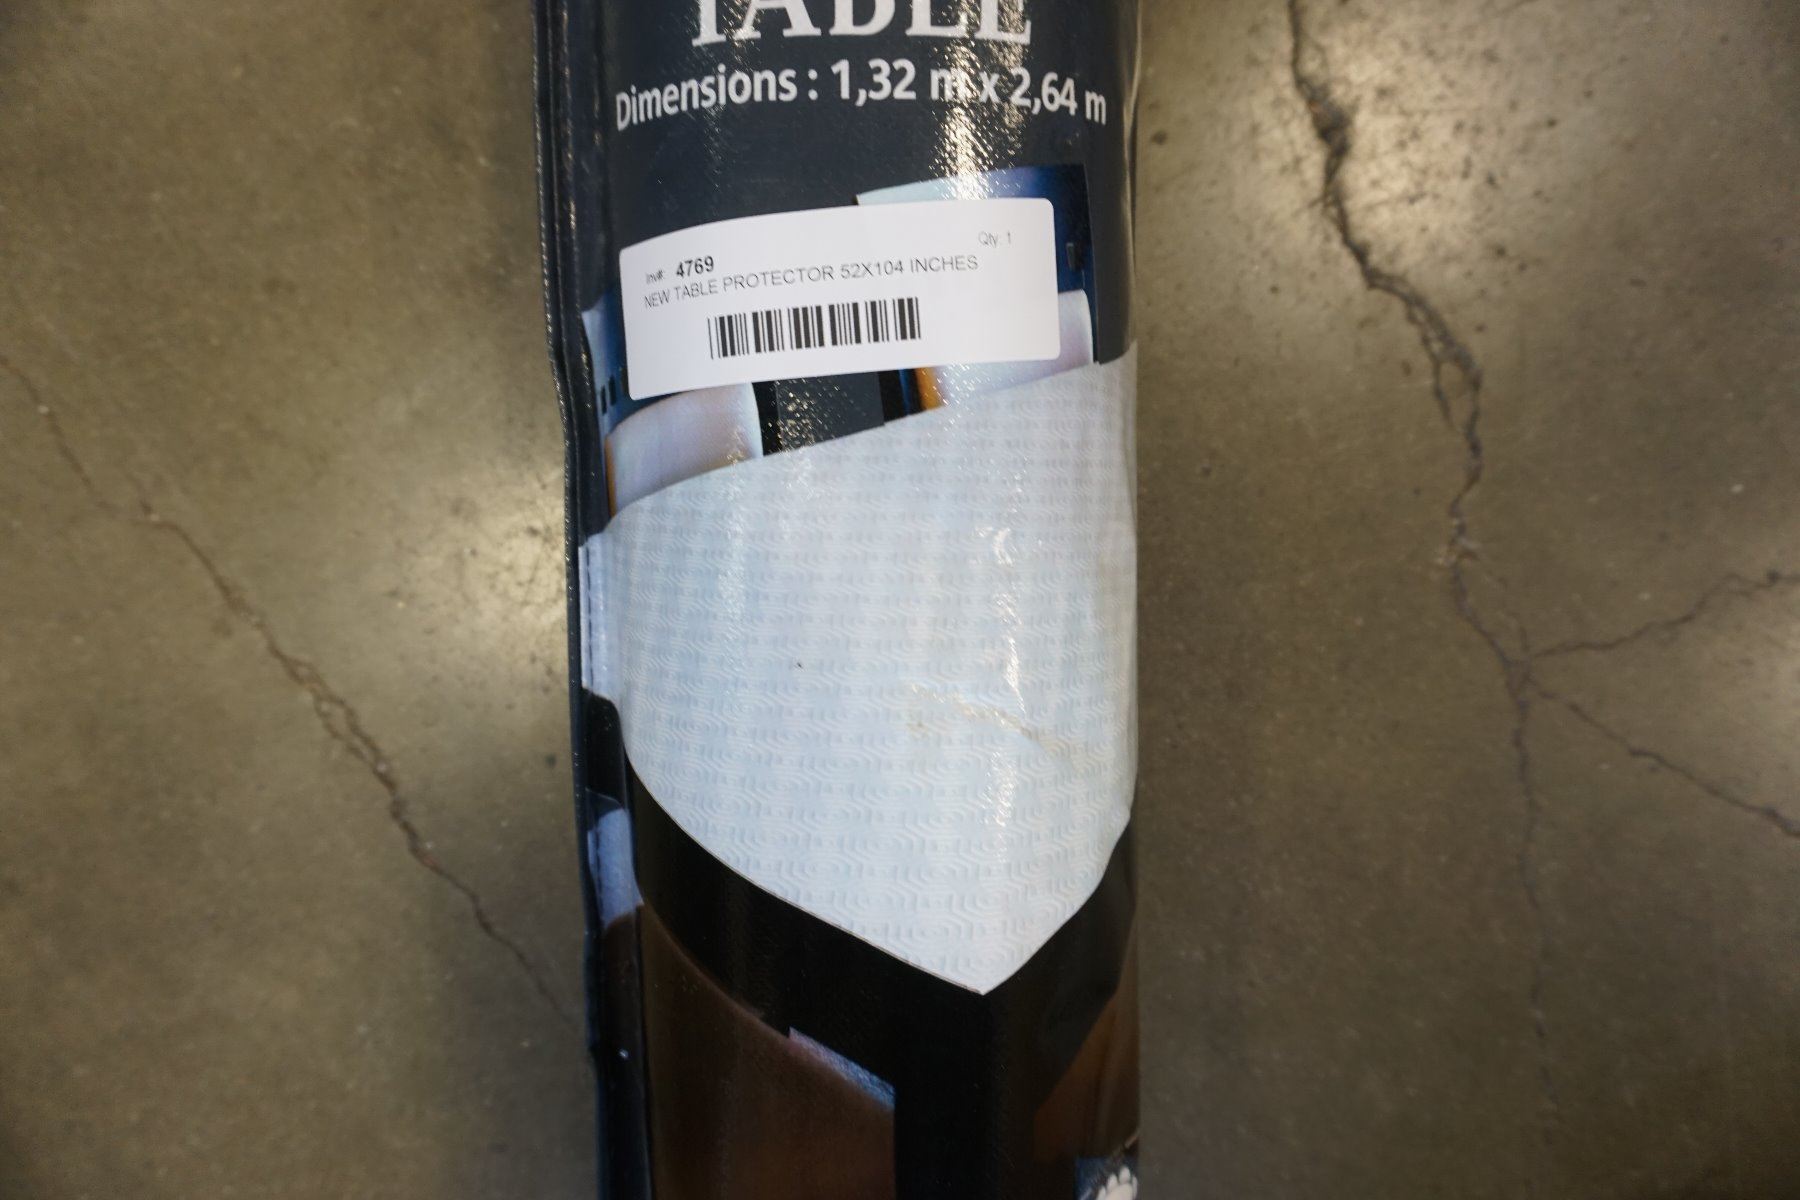 TABLE
Dimensions : 1,32 m x 2,64 m
Qty: 1
Inv#: 4769
NEW TABLE PROTECTOR 52X104 INCHES